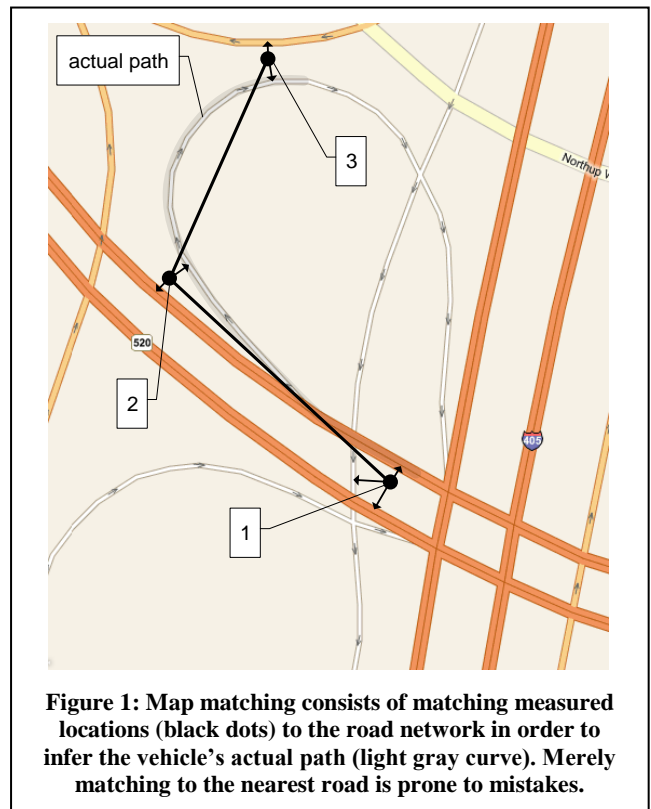 actual path
3
Northup W
520
2
405
1
Figure 1: Map matching consists of matching measured
locations (black dots) to the road network in order to
infer the vehicle's actual path (light gray curve). Merely
matching to the nearest road is prone to mistakes.